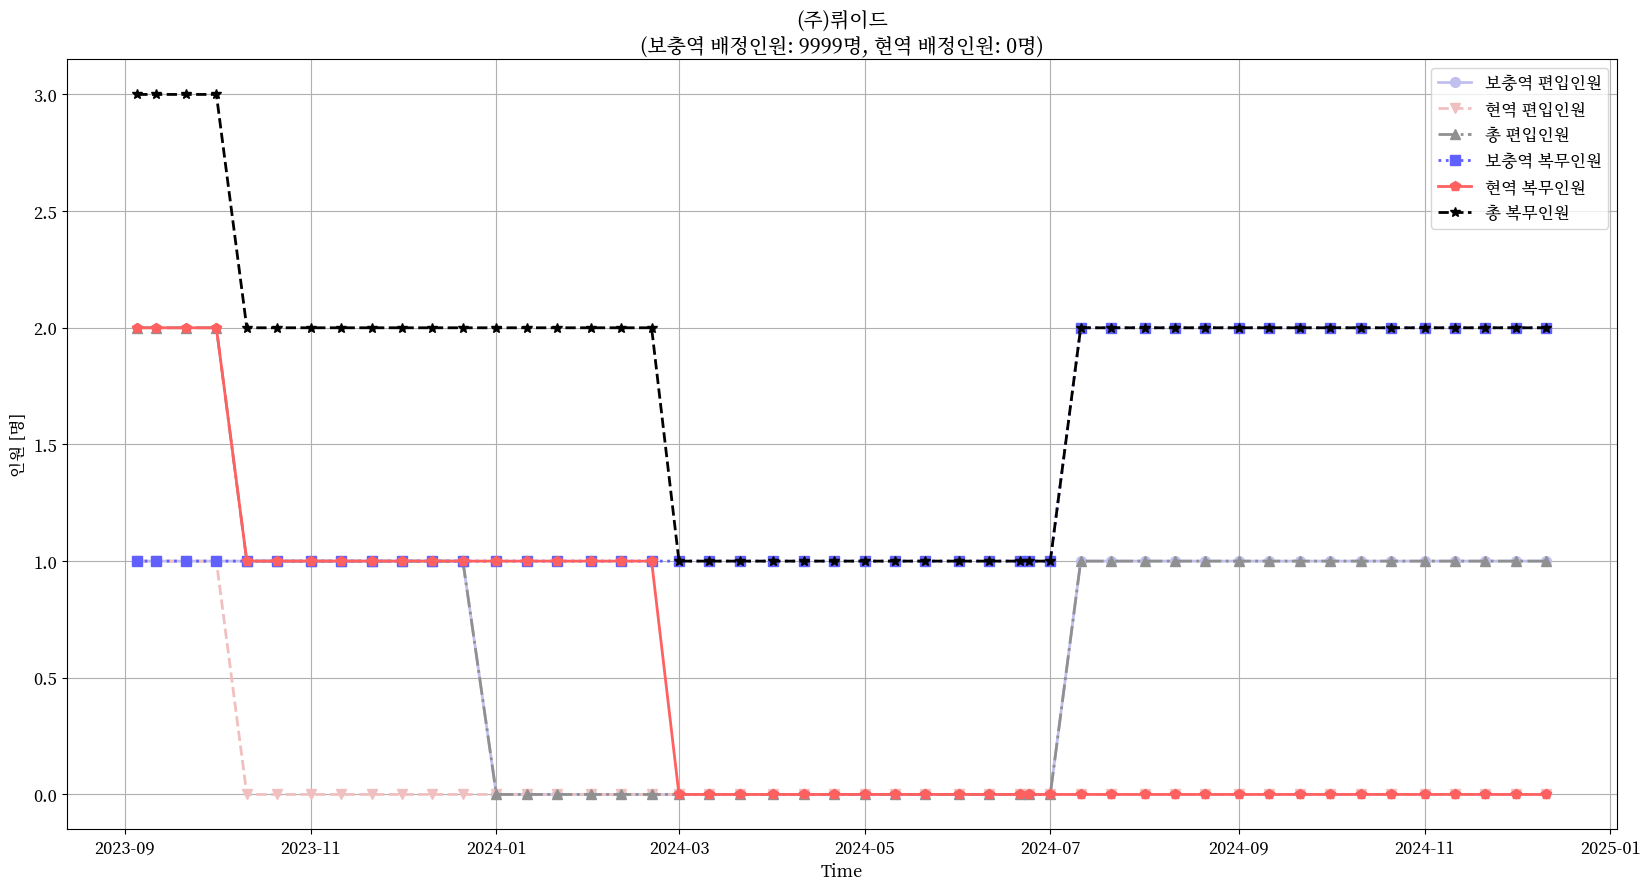 (주)뤼이드
(보충역 배정인원: 9999명, 현역 배정인원: 0명)
보충역 편입인원
현역 편입인원
총 편입인원
보충역 복무인원
현역 복무인원
총 복무인원
3.0
2.5
2.0
1.5
1.0
0.5
0.0
인원 [명]
2023-09 2023-11 2024-01 2024-03 2024-05 2024-07 2024-09 2024-11 2025-01
Time